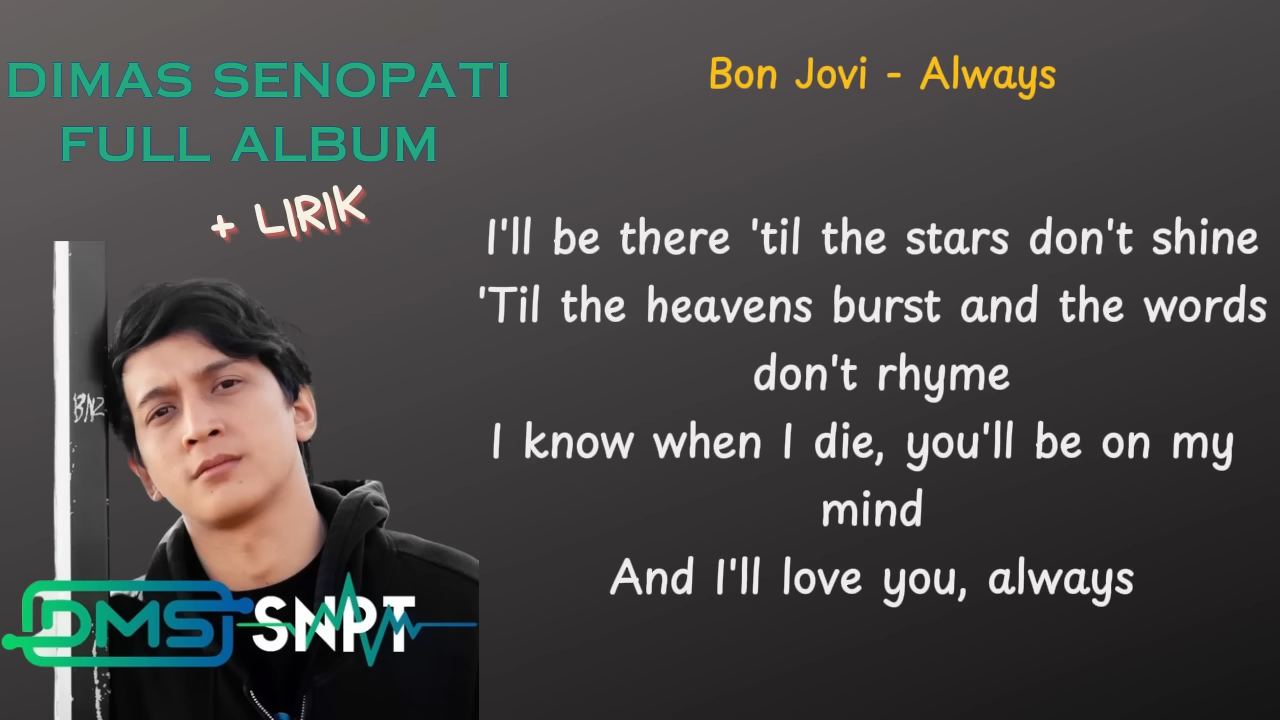 DIMAS SENOPATI
FULL ALBUM
+ LIRIK
BNZ
DMS SNPT
Bon Jovi - Always
I'll be there 'til the stars don't shine
'Til the heavens burst and the words
don't rhyme
I know when I die, you'll be on my
mind
And I'll love you, always